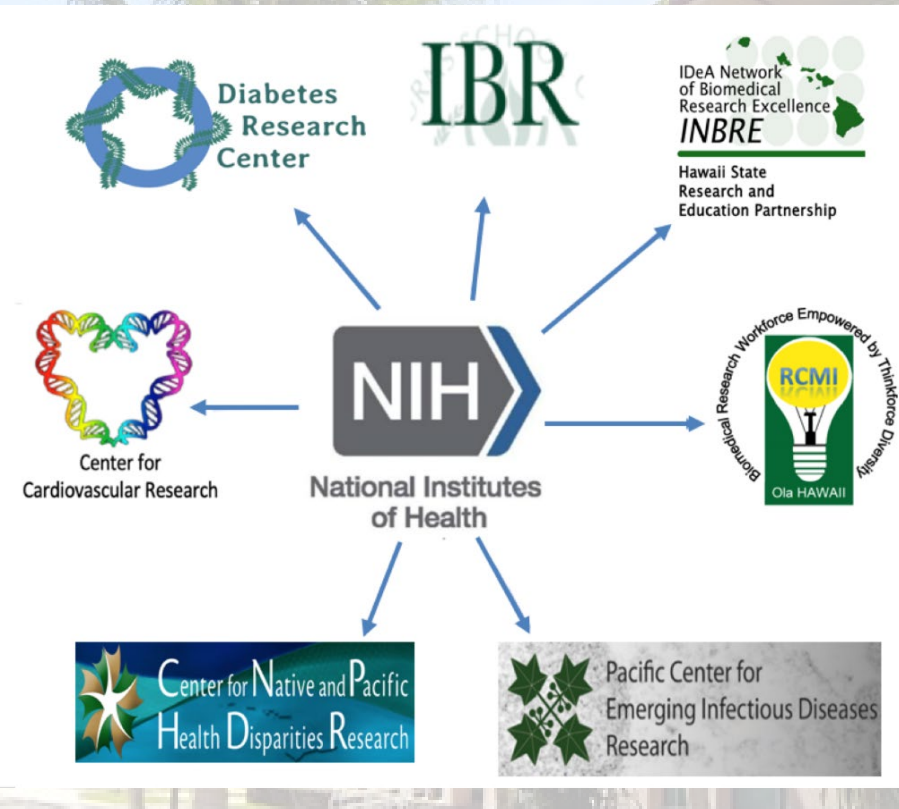 Diabetes
Research
Center
IBR
IDeA Network
of Biomedical
Research Excellence
INBRE
Hawaii State
Research and
Education Partnership
Center for
Cardiovascular Research
NIH
National Institutes
of Health
Biomedical Research Workforce Empowered by Thinkforce Diversity
RCMI
Ola HAWAII
Center for Native and Pacific
Health Disparities Research
Pacific Center for
Emerging Infectious Diseases
Research